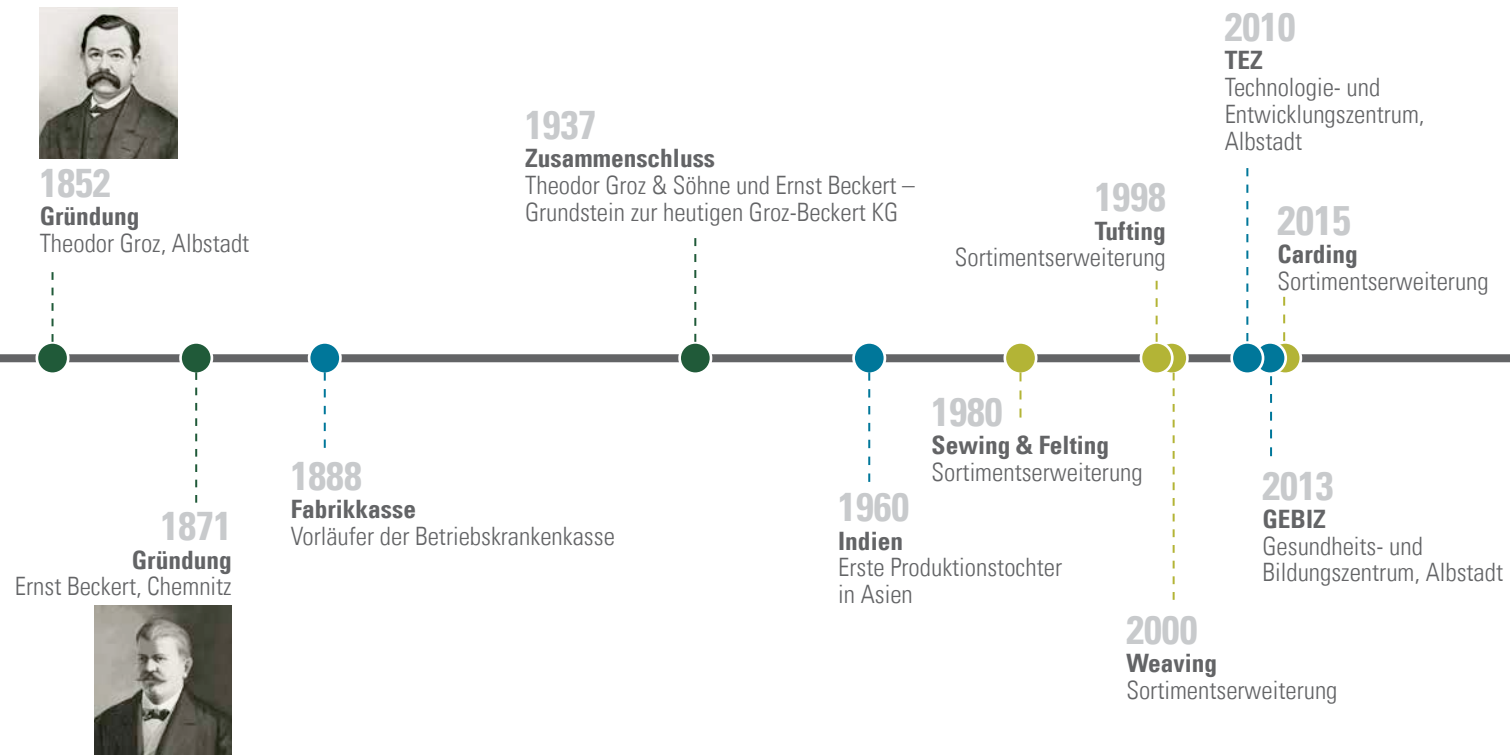 1852
Gründung
Theodor Groz, Albstadt
1871
Gründung
Ernst Beckert, Chemnitz
1888
Fabrikkasse
Vorläufer der Betriebskrankenkasse
1937
Zusammenschluss
Theodor Groz & Söhne und Ernst Beckert –
Grundstein zur heutigen Groz-Beckert KG
1960
Indien
Erste Produktionstochter
in Asien
1980
Sewing & Felting
Sortimentserweiterung
1998
Tufting
Sortimentserweiterung
2000
Weaving
Sortimentserweiterung
2010
TEZ
Technologie- und
Entwicklungszentrum,
Albstadt
2013
GEBIZ
Gesundheits- und
Bildungszentrum, Albstadt
2015
Carding
Sortimentserweiterung